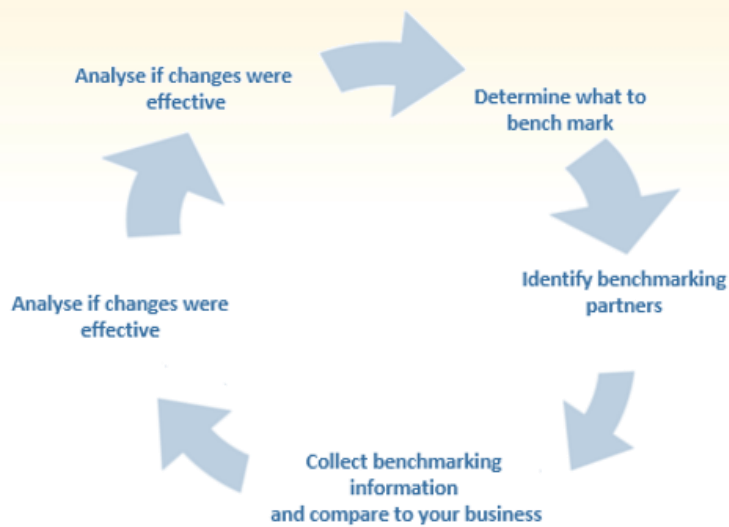 Analyse if changes were
effective
Determine what to
bench mark
Identify benchmarking
partners
Analyse if changes were
effective
Collect benchmarking
information
and compare to your business